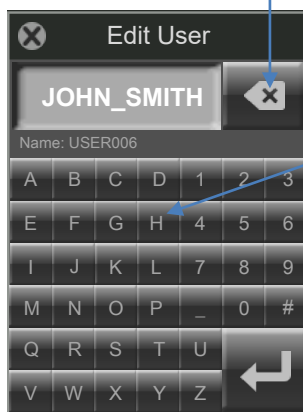 Edit User
JOHN_SMITH
Name: USER006
A B C D 1 2 3
E F G H 4 5 6
I J K L 7 8 9
M N O P _ 0 #
Q R S T U
V W X Y Z